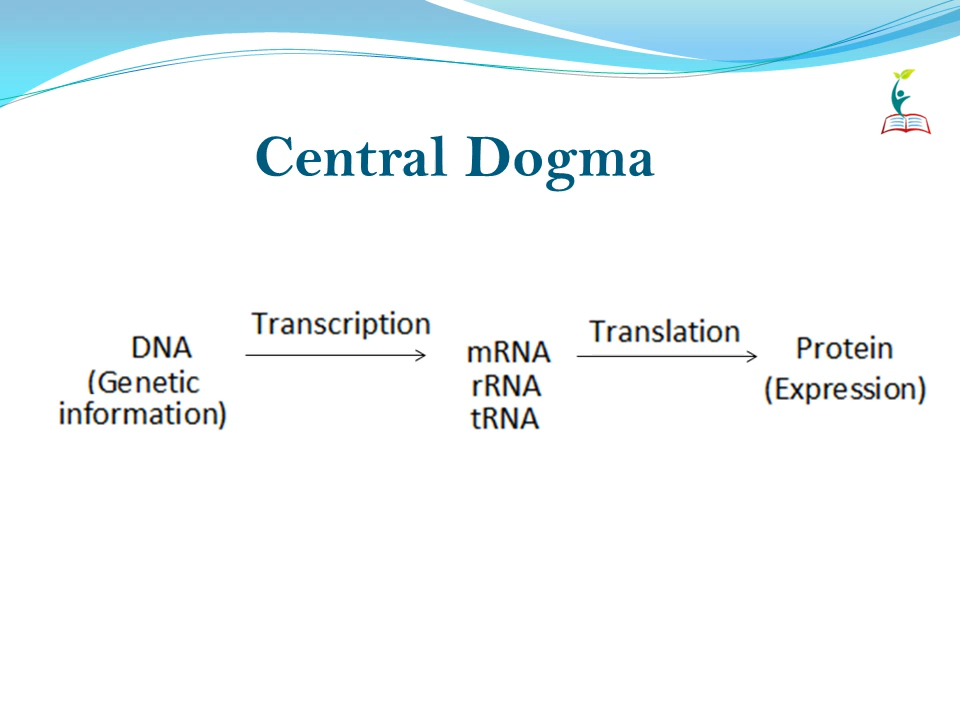 Central Dogma
DNA
(Genetic
information)
Transcription
mRNA
rRNA
tRNA
Translation
Protein
(Expression)